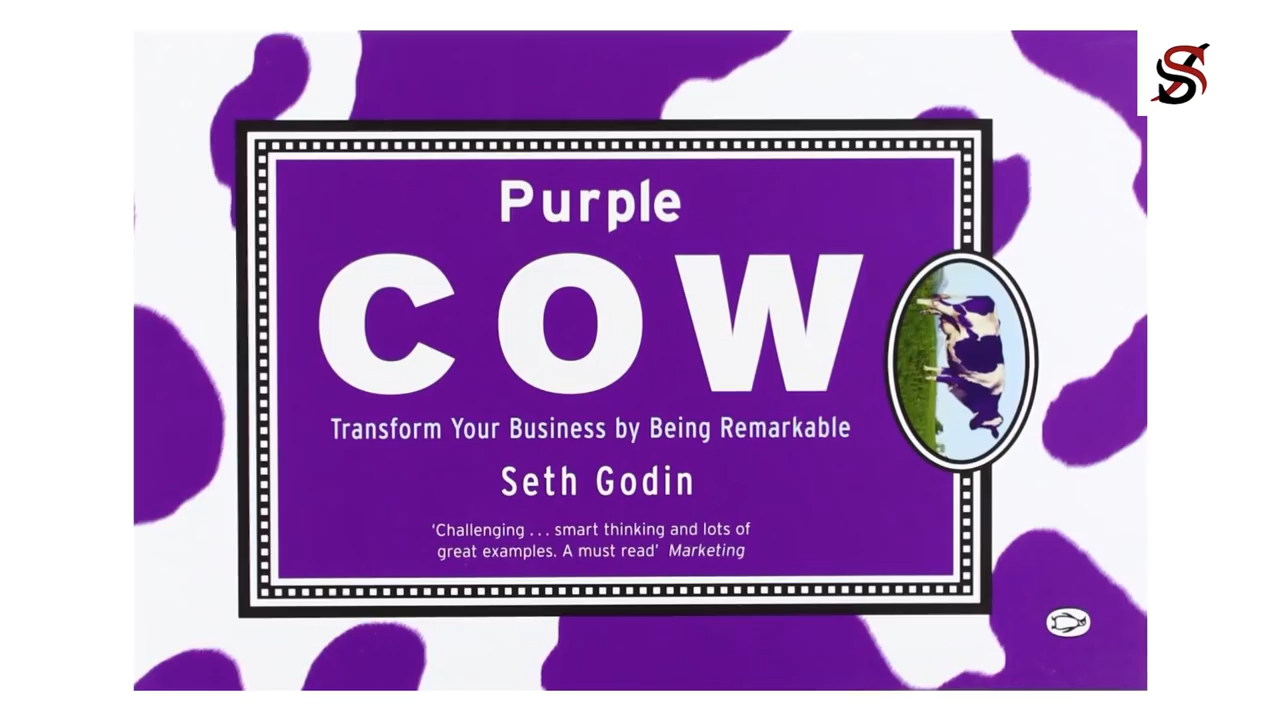 Purple
COW
Transform Your Business by Being Remarkable
Seth Godin
‘Challenging . . . smart thinking and lots of
great examples. A must read’ Marketing